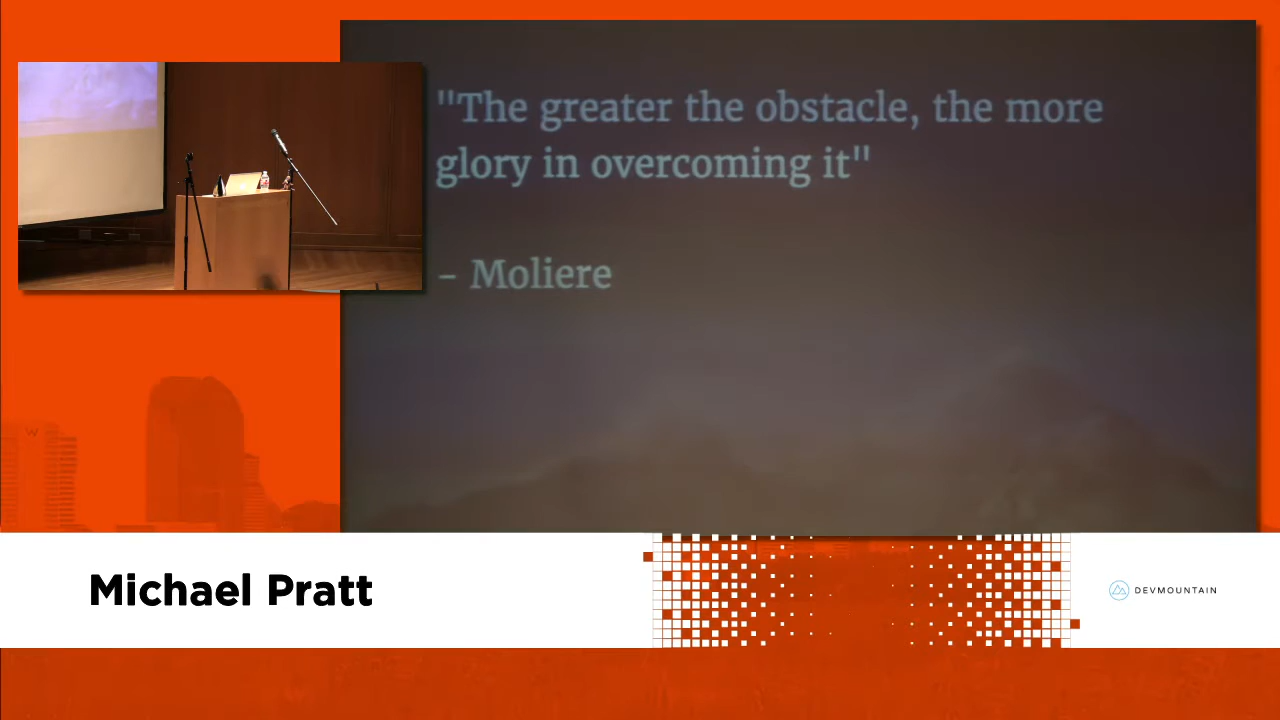 "The greater the obstacle, the more
glory in overcoming it"
– Moliere
W
Michael Pratt
DEVMOUNTAIN